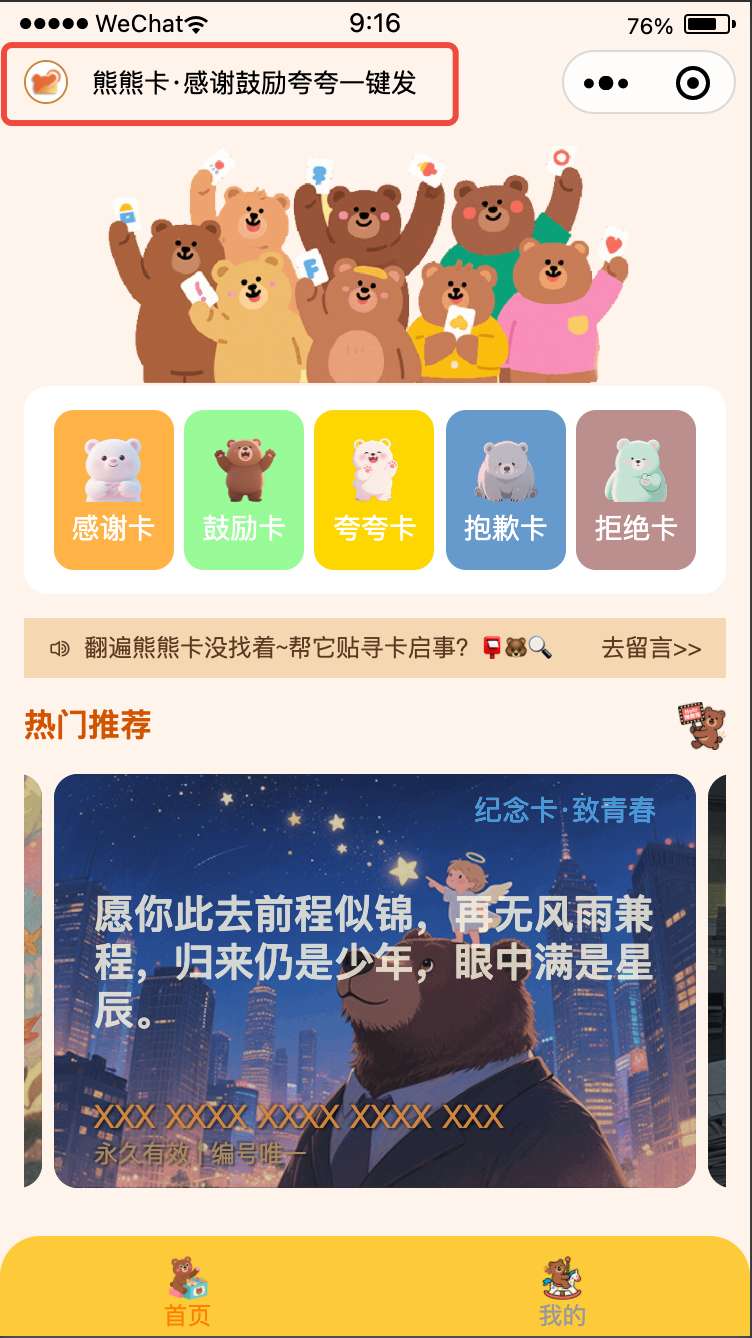 ●●●●● WeChat 9:16 76%
熊熊卡·感谢鼓励夸夸一键发
F
感谢卡 鼓励卡 夸夸卡 抱歉卡 拒绝卡
翻遍熊熊卡没找着~帮它贴寻卡启事？📮🐻🔍 去留言>>
热门推荐
纪念卡·致青春
愿你此去前程似锦，再无风雨兼
程，归来仍是少年，眼中满是星
辰。
XXX XXXX XXXX XXXX XXX
永久有效 | 编号唯一
首页 我的